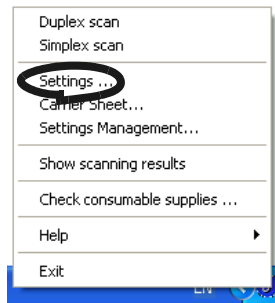 Duplex scan
Simplex scan
Settings ...
Carrier Sheet...
Settings Management...
Show scanning results
Check consumable supplies ...
Help
Exit
EN